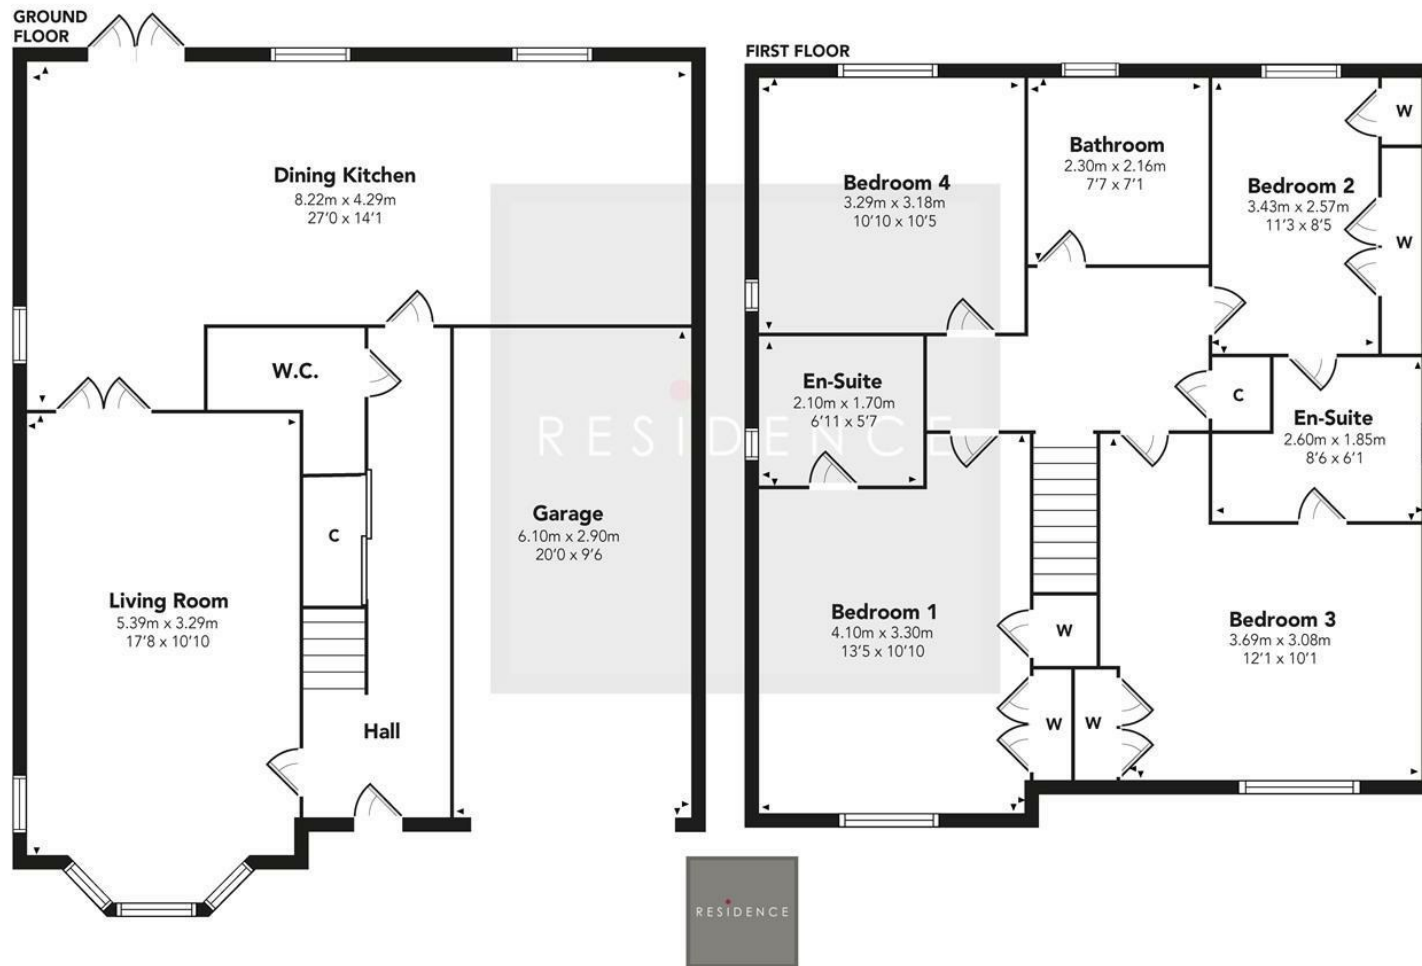 GROUND
FLOOR
Dining Kitchen
8.22m x 4.29m
27'0 x 14'1
W.C.
C
Garage
6.10m x 2.90m
20'0 x 9'6
Living Room
5.39m x 3.29m
17'8 x 10'10
Hall
FIRST FLOOR
Bedroom 4
3.29m x 3.18m
10'10 x 10'5
Bathroom
2.30m x 2.16m
7'7 x 7'1
Bedroom 2
3.43m x 2.57m
11'3 x 8'5
W
W
En-Suite
2.10m x 1.70m
6'11 x 5'7
C
En-Suite
2.60m x 1.85m
8'6 x 6'1
Bedroom 1
4.10m x 3.30m
13'5 x 10'10
W
W
W
Bedroom 3
3.69m x 3.08m
12'1 x 10'1
RESIDENCE
RESIDENCE